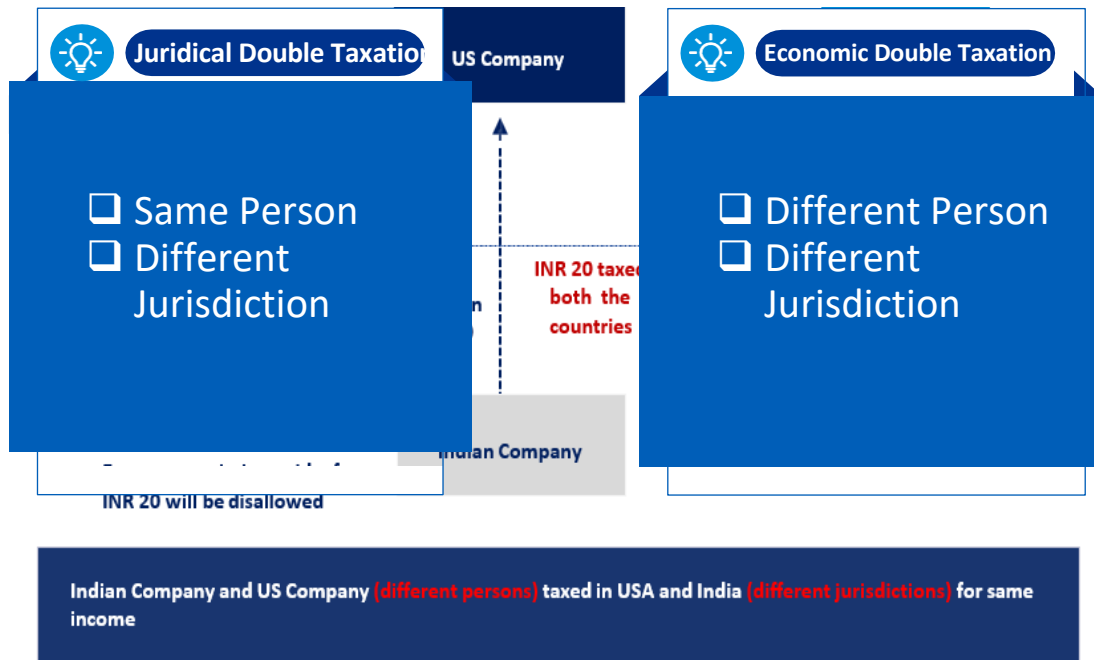 Juridical Double Taxation
US Company
Economic Double Taxation
❑ Same Person
❑ Different
Jurisdiction
❑ Different Person
❑ Different
Jurisdiction
INR 20 taxed
both the
countries
Indian Company
INR 20 will be disallowed
Indian Company and US Company (different persons) taxed in USA and India (different jurisdictions) for same
income